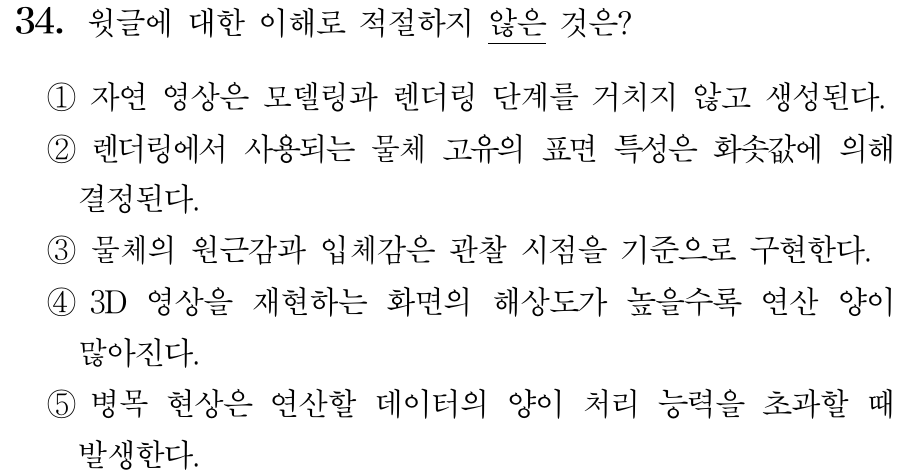 34. 윗글에 대한 이해로 적절하지 않은 것은?
① 자연 영상은 모델링과 렌더링 단계를 거치지 않고 생성된다.
② 렌더링에서 사용되는 물체 고유의 표면 특성은 화솟값에 의해
결정된다.
③ 물체의 원근감과 입체감은 관찰 시점을 기준으로 구현한다.
④ 3D 영상을 재현하는 화면의 해상도가 높을수록 연산 양이
많아진다.
⑤ 병목 현상은 연산할 데이터의 양이 처리 능력을 초과할 때
발생한다.